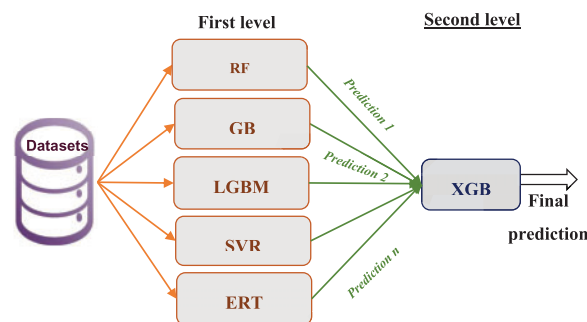 First level
Second level
RF
GB
LGBM
SVR
ERT
Datasets
Prediction 1
Prediction 2
Prediction n
XGB
Final
prediction